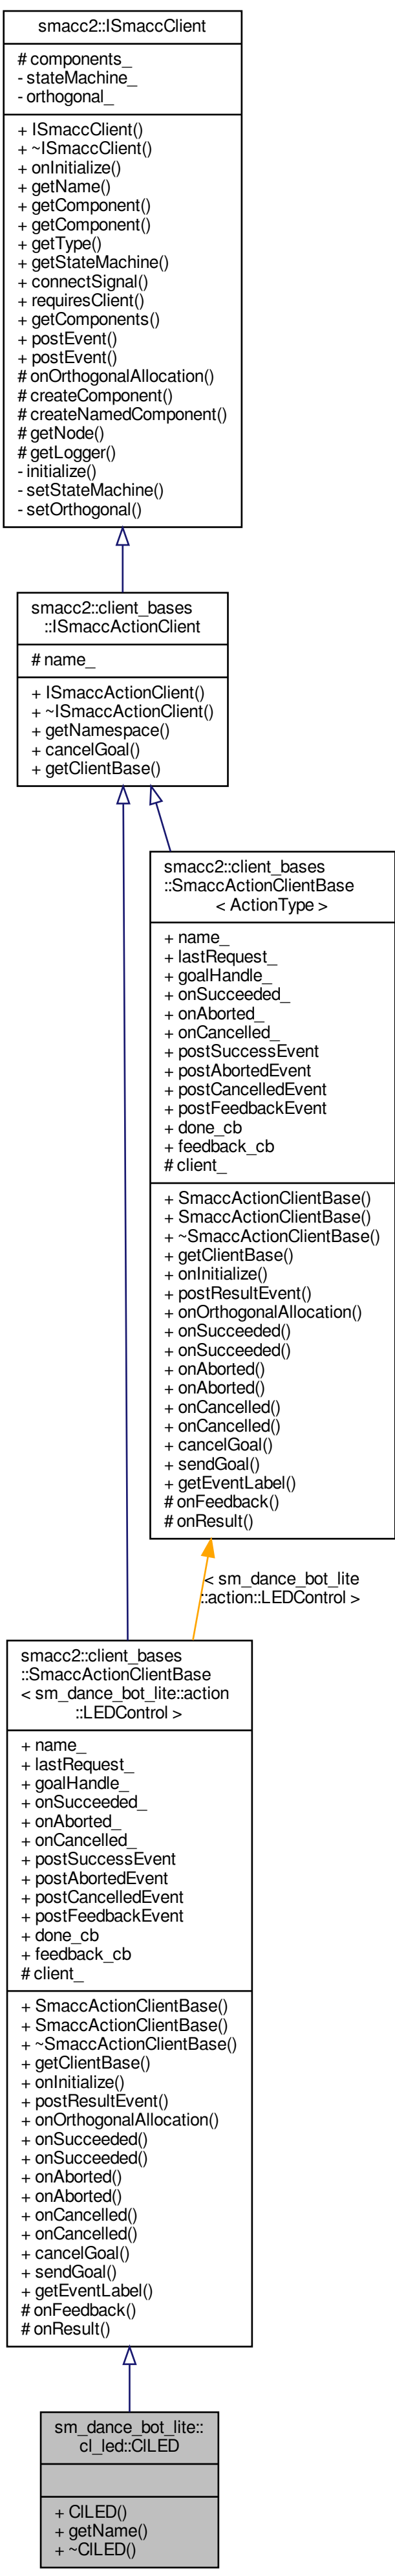 smacc2::ISmaccClient
# components_
- stateMachine_
- orthogonal_
+ ISmaccClient()
+ ~ISmaccClient()
+ onInitialize()
+ getName()
+ getComponent()
+ getComponent()
+ getType()
+ getStateMachine()
+ connectSignal()
+ requiresClient()
+ getComponents()
+ postEvent()
+ postEvent()
# onOrthogonalAllocation()
# createComponent()
# createNamedComponent()
# getNode()
# getLogger()
- initialize()
- setStateMachine()
- setOrthogonal()
smacc2::client_bases
::ISmaccActionClient
# name_
+ ISmaccActionClient()
+ ~ISmaccActionClient()
+ getNamespace()
+ cancelGoal()
+ getClientBase()
smacc2::client_bases
::SmaccActionClientBase
< ActionType >
+ name_
+ lastRequest_
+ goalHandle_
+ onSucceeded_
+ onAborted_
+ onCancelled_
+ postSuccessEvent
+ postAbortedEvent
+ postCancelledEvent
+ postFeedbackEvent
+ done_cb
+ feedback_cb
# client_
+ SmaccActionClientBase()
+ SmaccActionClientBase()
+ ~SmaccActionClientBase()
+ getClientBase()
+ onInitialize()
+ postResultEvent()
+ onOrthogonalAllocation()
+ onSucceeded()
+ onSucceeded()
+ onAborted()
+ onAborted()
+ onCancelled()
+ onCancelled()
+ cancelGoal()
+ sendGoal()
+ getEventLabel()
# onFeedback()
# onResult()
< sm_dance_bot_lite
::action::LEDControl >
smacc2::client_bases
::SmaccActionClientBase
< sm_dance_bot_lite::action
::LEDControl >
+ name_
+ lastRequest_
+ goalHandle_
+ onSucceeded_
+ onAborted_
+ onCancelled_
+ postSuccessEvent
+ postAbortedEvent
+ postCancelledEvent
+ postFeedbackEvent
+ done_cb
+ feedback_cb
# client_
+ SmaccActionClientBase()
+ SmaccActionClientBase()
+ ~SmaccActionClientBase()
+ getClientBase()
+ onInitialize()
+ postResultEvent()
+ onOrthogonalAllocation()
+ onSucceeded()
+ onSucceeded()
+ onAborted()
+ onAborted()
+ onCancelled()
+ onCancelled()
+ cancelGoal()
+ sendGoal()
+ getEventLabel()
# onFeedback()
# onResult()
sm_dance_bot_lite::
cl_led::ClLED
+ ClLED()
+ getName()
+ ~ClLED()